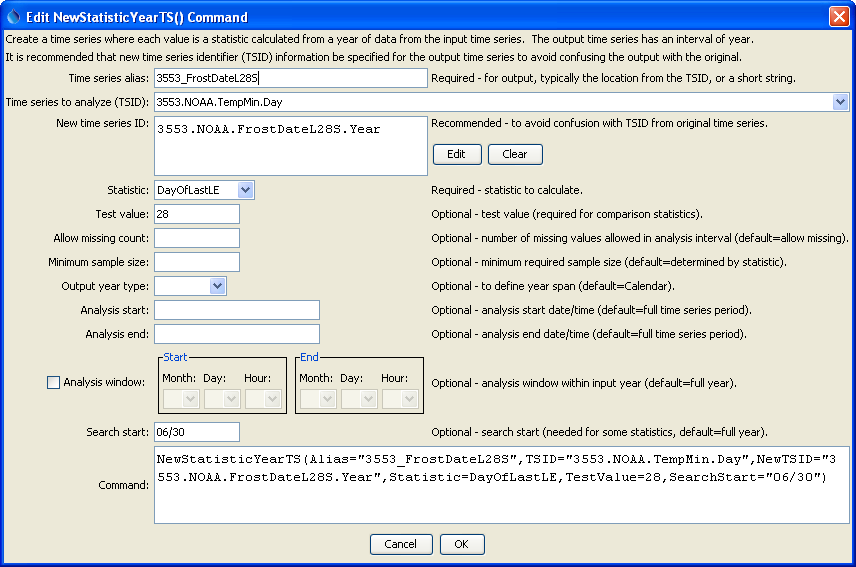 Edit NewStatisticYearTS() Command
Create a time series where each value is a statistic calculated from a year of data from the input time series. The output time series has an interval of year.
It is recommended that new time series identifier (TSID) information be specified for the output time series to avoid confusing the output with the original.
Time series alias: 3553_FrostDateL28S Required - for output, typically the location from the TSID, or a short string.
Time series to analyze (TSID): 3553.NOAA.TempMin.Day
New time series ID: 3553.NOAA.FrostDateL28S.Year Recommended - to avoid confusion with TSID from original time series.
Edit Clear
Statistic: DayOfLastLE Required - statistic to calculate.
Test value: 28 Optional - test value (required for comparison statistics).
Allow missing count: Optional - number of missing values allowed in analysis interval (default=allow missing).
Minimum sample size: Optional - minimum required sample size (default=determined by statistic).
Output year type: Optional - to define year span (default=Calendar).
Analysis start: Optional - analysis start date/time (default=full time series period).
Analysis end: Optional - analysis end date/time (default=full time series period).
Start End
Month: Day: Hour: Month: Day: Hour:
Analysis window: Optional - analysis window within input year (default=full year).
Search start: 06/30 Optional - search start (needed for some statistics, default=full year).
NewStatisticYearTS(Alias="3553_FrostDateL28S",TSID="3553.NOAA.TempMin.Day",NewTSID="3
553.NOAA.FrostDateL28S.Year",Statistic=DayOfLastLE,TestValue=28,SearchStart="06/30")
Command:
Cancel OK